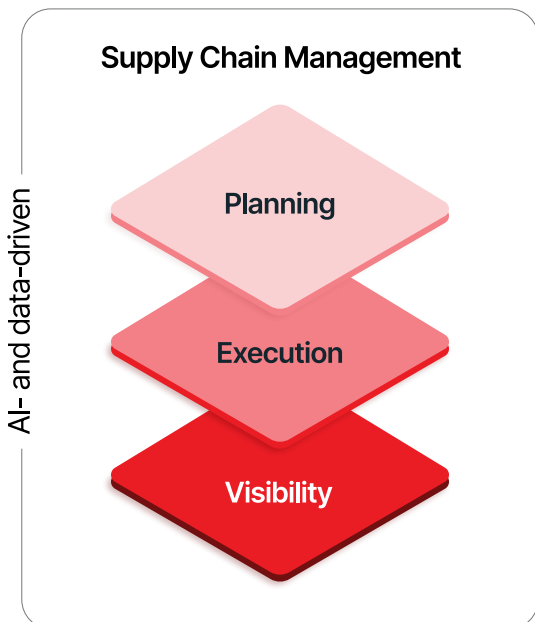 Supply Chain Management
AI- and data-driven
Planning
Execution
Visibility